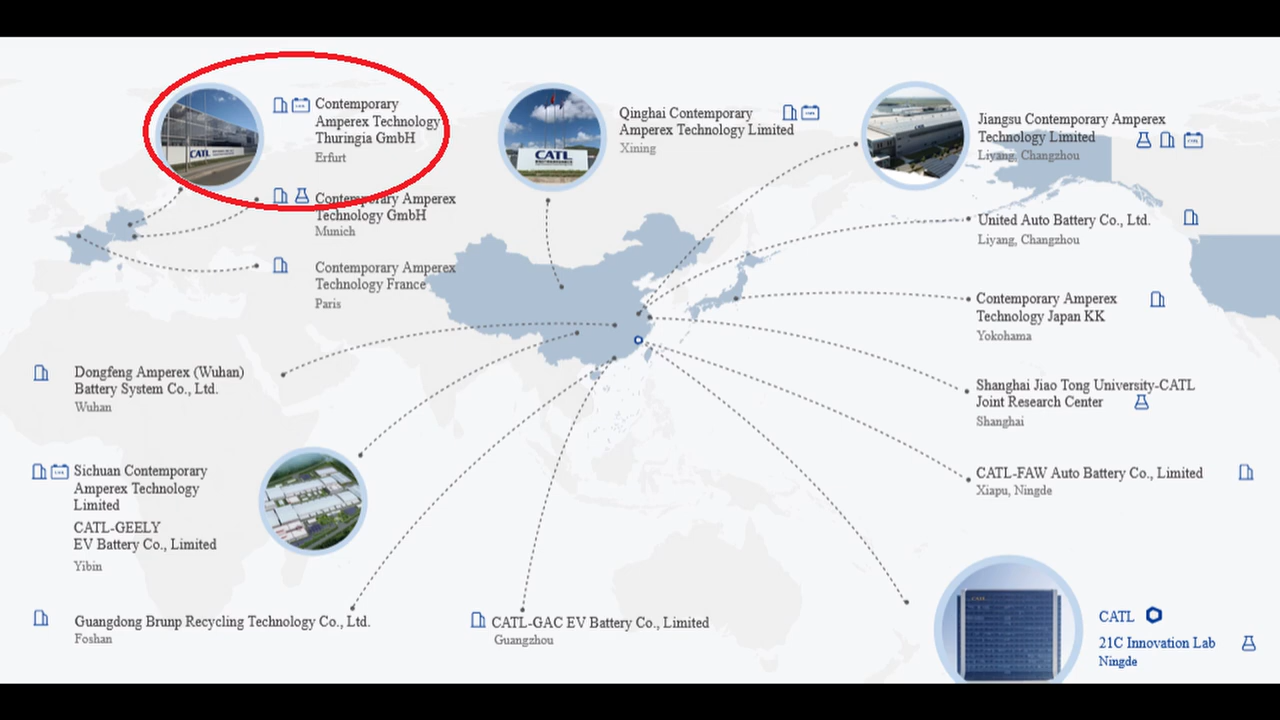 Contemporary
Amperex Technology
Thuringia GmbH
Erfurt
Contemporary Amperex
Technology GmbH
Munich
Contemporary Amperex
Technology France
Paris
CATL
Qinghai Contemporary
Amperex Technology Limited
Xining
CATL
Jiangsu Contemporary Amperex
Technology Limited
Liyang, Changzhou
United Auto Battery Co., Ltd.
Liyang, Changzhou
Contemporary Amperex
Technology Japan KK
Yokohama
Shanghai Jiao Tong University-CATL
Joint Research Center
Shanghai
CATL-FAW Auto Battery Co., Limited
Xiapu, Ningde
Dongfeng Amperex (Wuhan)
Battery System Co., Ltd.
Wuhan
Sichuan Contemporary
Amperex Technology
Limited
CATL-GEELY
EV Battery Co., Limited
Yibin
Guangdong Brunp Recycling Technology Co., Ltd.
Foshan
CATL-GAC EV Battery Co., Limited
Guangzhou
CATL
CATL
21C Innovation Lab
Ningde